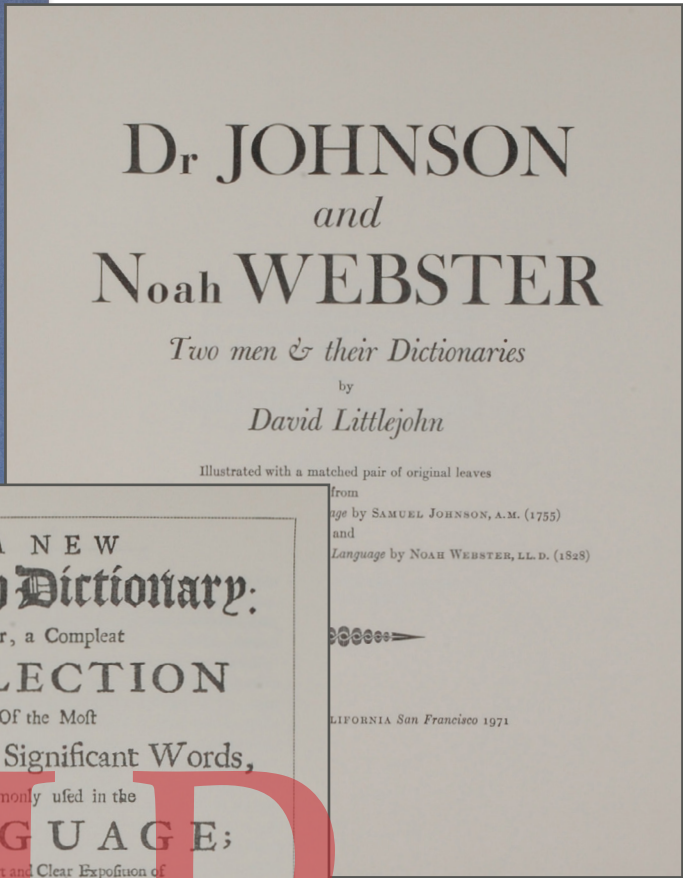 Dr JOHNSON
and
Noah WEBSTER
Two men & their Dictionaries
by
David Littlejohn
Illustrated with a matched pair of original leaves
from
by SAMUEL JOHNSON, A.M. (1755)
and
Language by NOAH WEBSTER, LL.D. (1828)
San Francisco 1971
NEW
Dictionary:
a Compleat
LECTION
Of the Moſt
Significant Words,
uſed in the
GUAGE;
and Clear Expoſition of